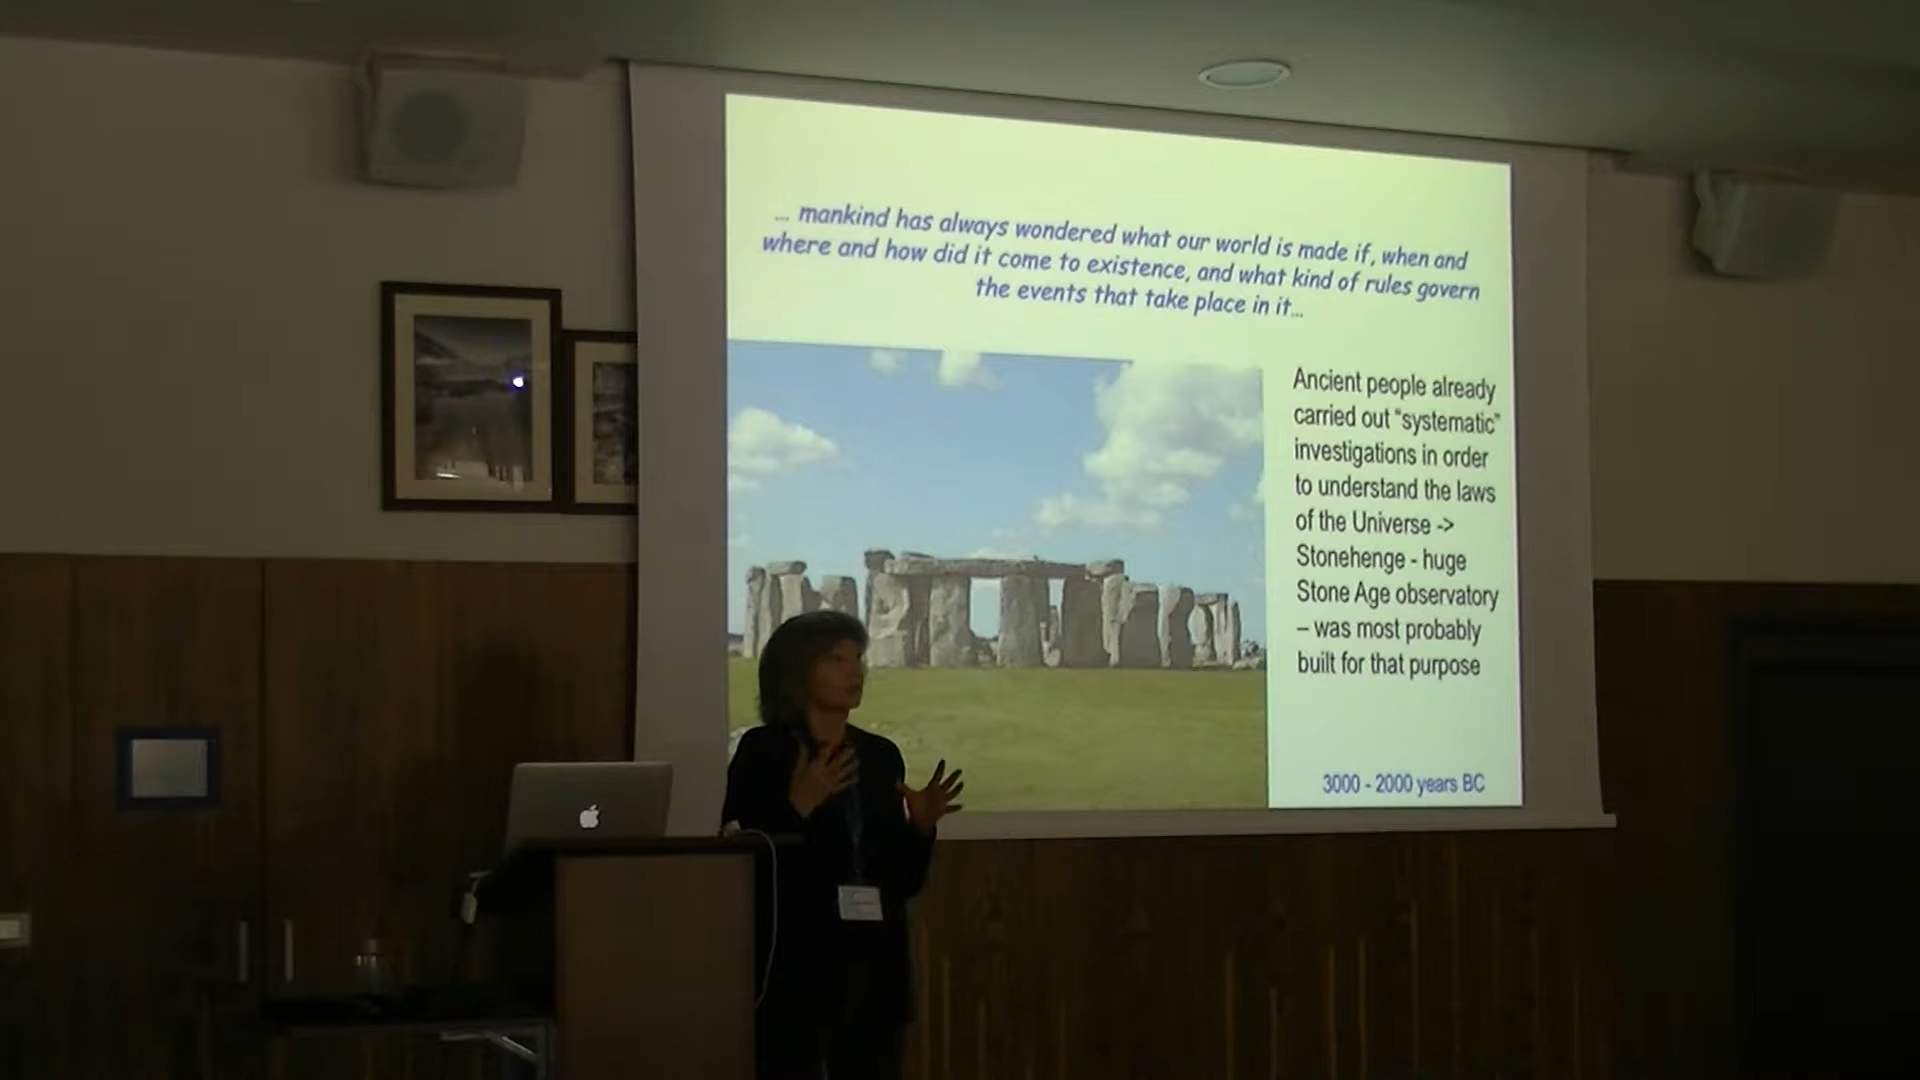 ... mankind has always wondered what our world is made if, when and
where and how did it come to existence, and what kind of rules govern
the events that take place in it...
Ancient people already
carried out "systematic"
investigations in order
to understand the laws
of the Universe ->
Stonehenge - huge
Stone Age observatory
– was most probably
built for that purpose
3000 - 2000 years BC